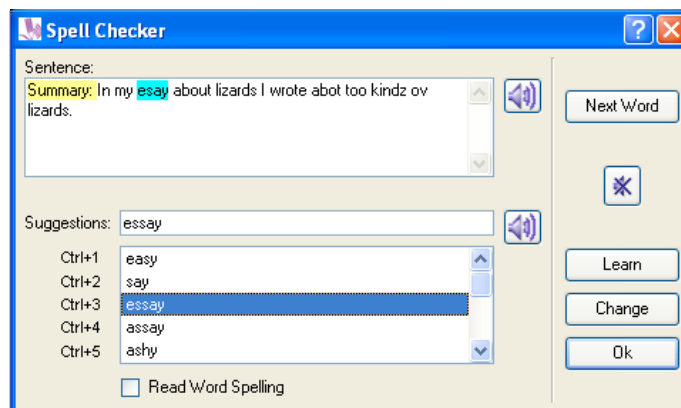 Spell Checker
Sentence:
Summary: In my esay about lizards I wrote abot too kindz ov
lizards.
Next Word
Suggestions: essay
Ctrl+1 easy
Ctrl+2 say
Ctrl+3 essay
Ctrl+4 assay
Ctrl+5 ashy
Learn
Change
Ok
Read Word Spelling